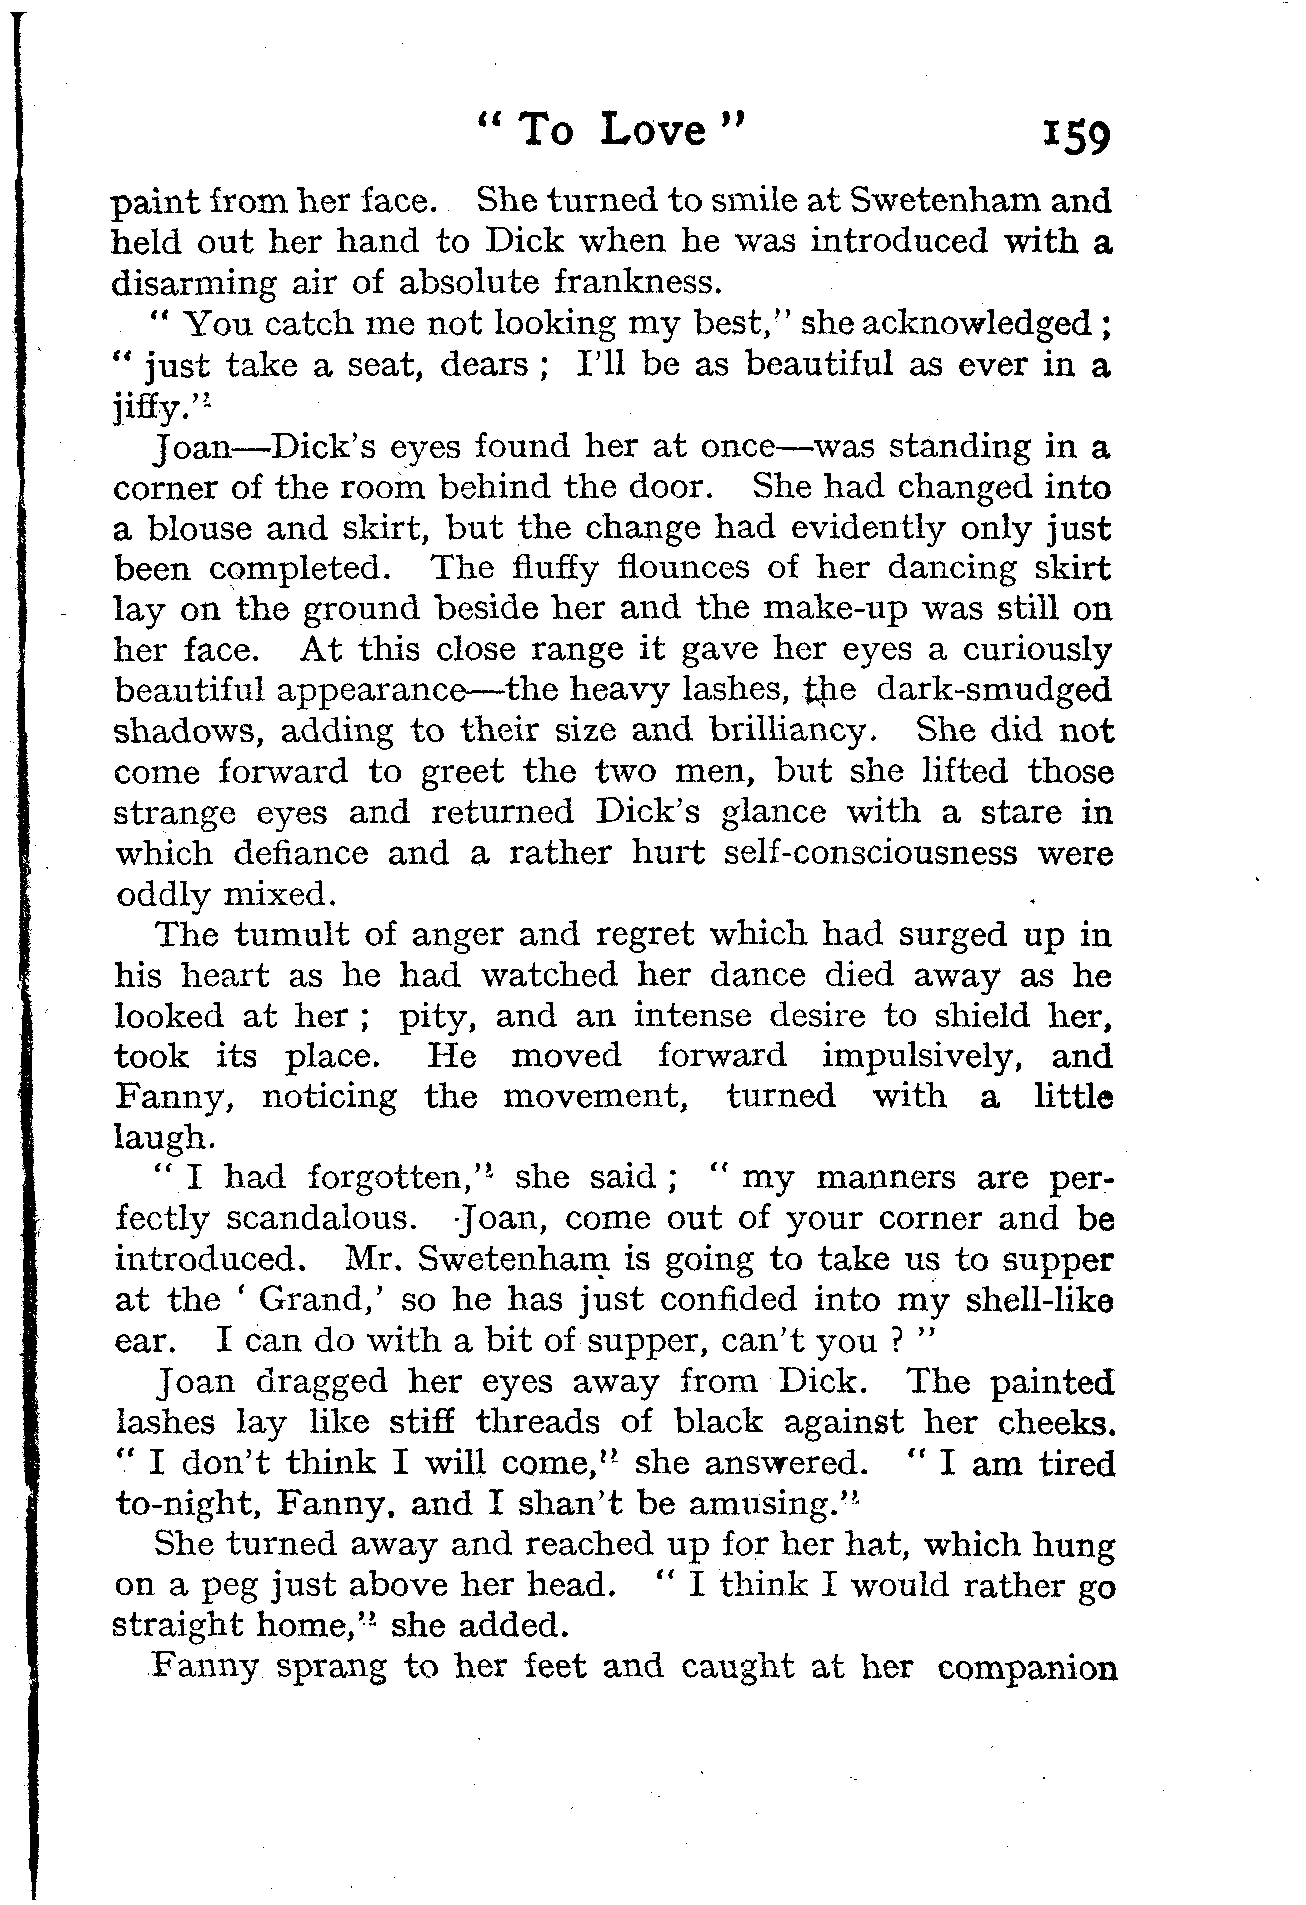 " To Love " 159
paint from her face. She turned to smile at Swetenham and
held out her hand to Dick when he was introduced with a
disarming air of absolute frankness.
" You catch me not looking my best," she acknowledged ;
" just take a seat, dears ; I'll be as beautiful as ever in a
jiffy."
Joan—Dick's eyes found her at once—was standing in a
corner of the room behind the door. She had changed into
a blouse and skirt, but the change had evidently only just
been completed. The fluffy flounces of her dancing skirt
lay on the ground beside her and the make-up was still on
her face. At this close range it gave her eyes a curiously
beautiful appearance—the heavy lashes, the dark-smudged
shadows, adding to their size and brilliancy. She did not
come forward to greet the two men, but she lifted those
strange eyes and returned Dick's glance with a stare in
which defiance and a rather hurt self-consciousness were
oddly mixed.
The tumult of anger and regret which had surged up in
his heart as he had watched her dance died away as he
looked at her ; pity, and an intense desire to shield her,
took its place. He moved forward impulsively, and
Fanny, noticing the movement, turned with a little
laugh.
" I had forgotten," she said ; " my manners are per-
fectly scandalous. Joan, come out of your corner and be
introduced. Mr. Swetenham is going to take us to supper
at the ' Grand,' so he has just confided into my shell-like
ear. I can do with a bit of supper, can't you ? "
Joan dragged her eyes away from Dick. The painted
lashes lay like stiff threads of black against her cheeks.
" I don't think I will come," she answered. " I am tired
to-night, Fanny, and I shan't be amusing."
She turned away and reached up for her hat, which hung
on a peg just above her head. " I think I would rather go
straight home," she added.
Fanny sprang to her feet and caught at her companion